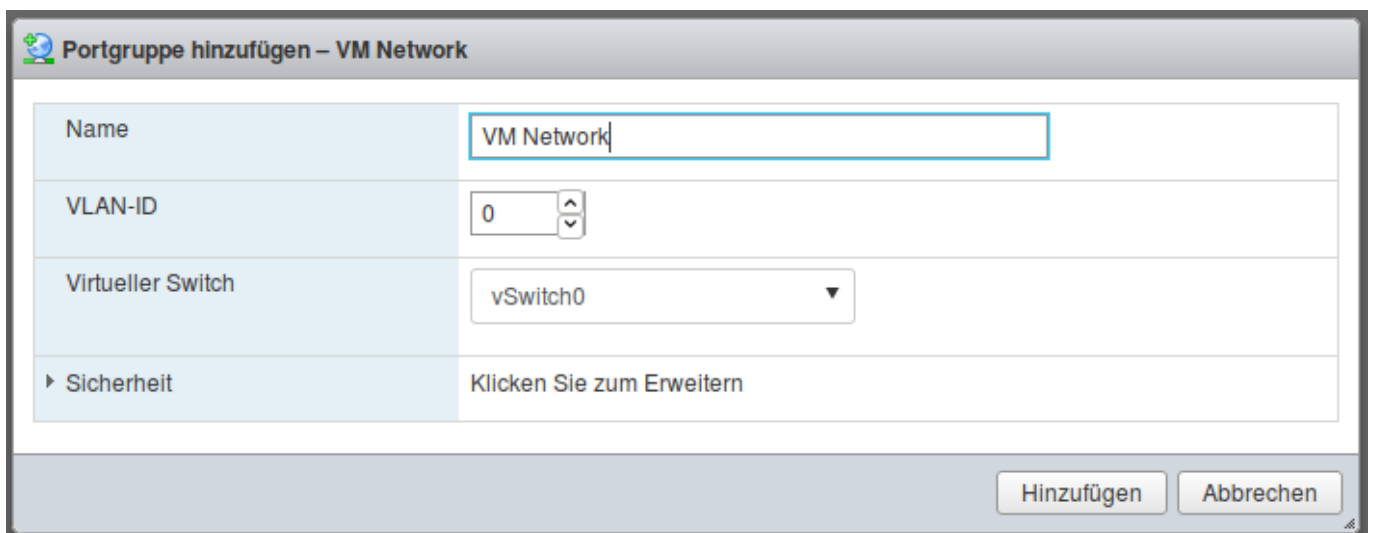 Portgruppe hinzufügen – VM Network
Name
VM Network
VLAN-ID
0
Virtueller Switch
vSwitch0
Sicherheit
Klicken Sie zum Erweitern
Hinzufügen
Abbrechen